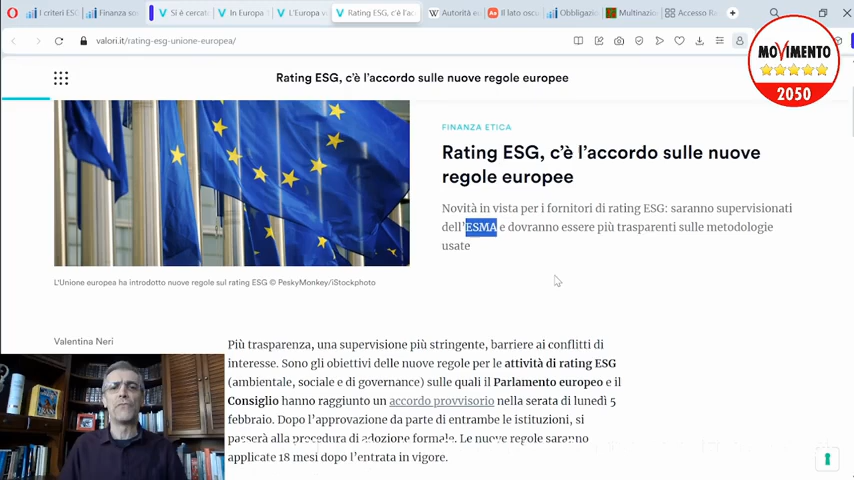 I criteri ES
Finanza so
Si è cercat
In Europa
L'Europa v
Rating ESG, c'è l'ac
Autorità e
Il lato osc
Obbligazio
Multinazio
Accesso R
valori.it/rating-esg-unione-europea/
MOVIMENTO
2050
Rating ESG, c'è l'accordo sulle nuove regole europee
FINANZA ETICA
Rating ESG, c'è l'accordo sulle nuove
regole europee
Novità in vista per i fornitori di rating ESG: saranno supervisionati
dell'ESMA e dovranno essere più trasparenti sulle metodologie
usate
L'Unione europea ha introdotto nuove regole sul rating ESG © PeskyMonkey/iStockphoto
Valentina Neri
Più trasparenza, una supervisione più stringente, barriere ai conflitti di
interesse. Sono gli obiettivi delle nuove regole per le attività di rating ESG
(ambientale, sociale e di governance) sulle quali il Parlamento europeo e il
Consiglio hanno raggiunto un accordo provvisorio nella serata di lunedì 5
febbraio. Dopo l'approvazione da parte di entrambe le istituzioni, si
passerà alla procedura di adozione formale. Le nuove regole saranno
applicate 18 mesi dopo l'entrata in vigore.